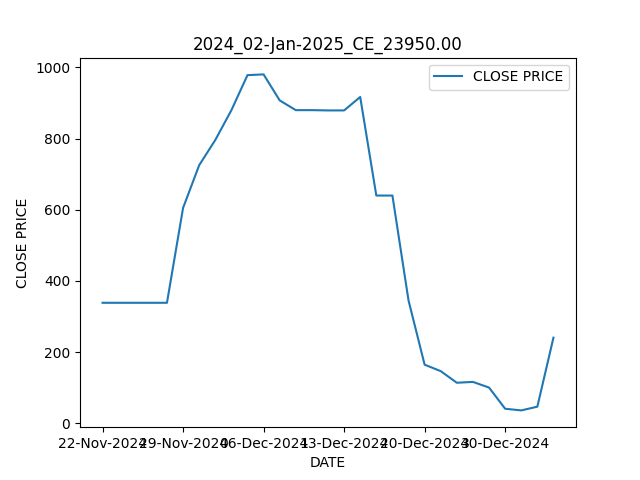 2024_02-Jan-2025_CE_23950.00
CLOSE PRICE
1000
800
600
400
200
0
CLOSE PRICE
22-Nov-2024 29-Nov-2024 06-Dec-2024 13-Dec-2024 20-Dec-2024 30-Dec-2024
DATE